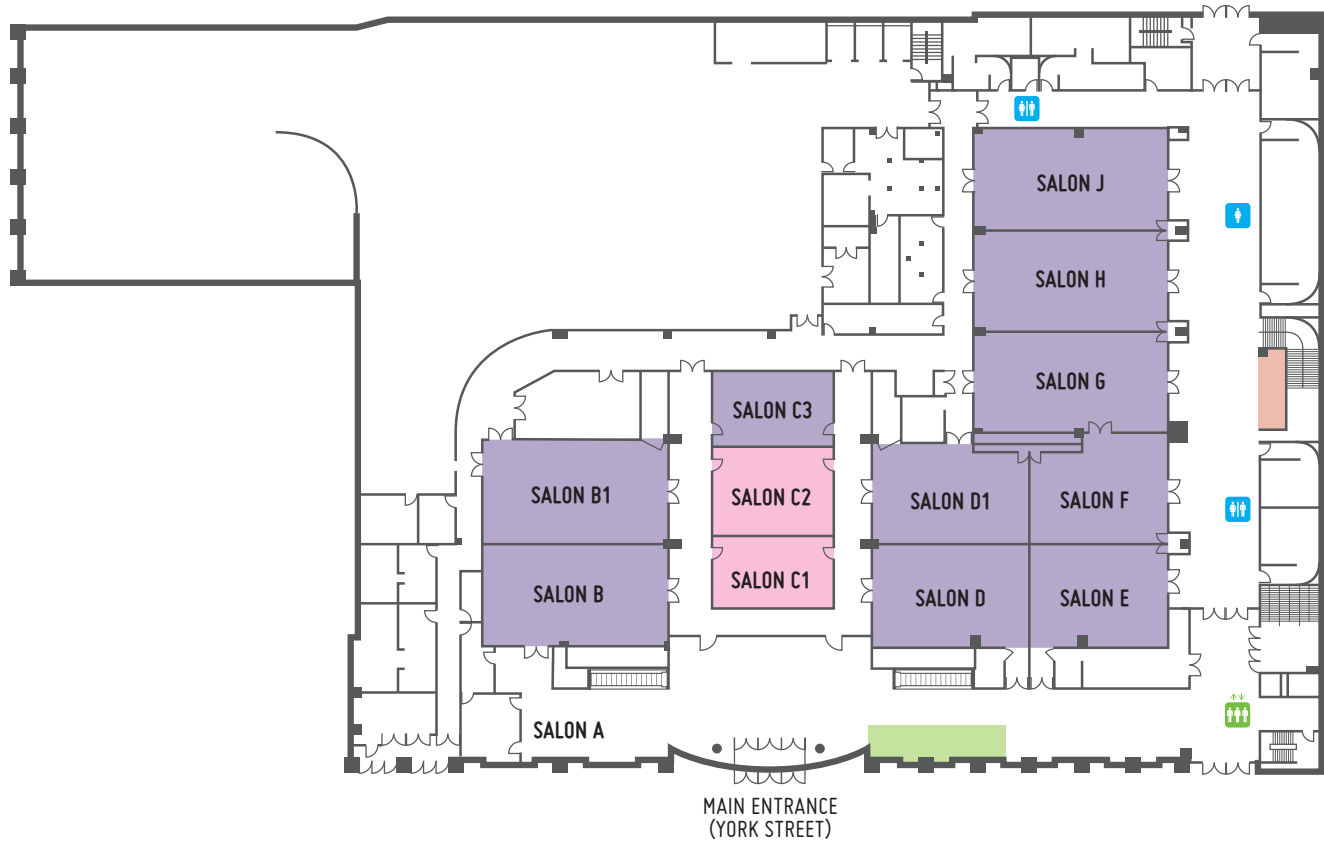 SALON J
SALON H
SALON G
SALON C3
SALON B1
SALON C2
SALON D1
SALON F
SALON C1
SALON B
SALON D
SALON E
SALON A
MAIN ENTRANCE
(YORK STREET)